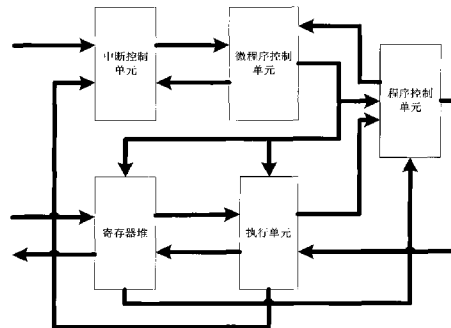 中断控制
单元
微程序控制
单元
程序控制
单元
寄存器堆
执行单元